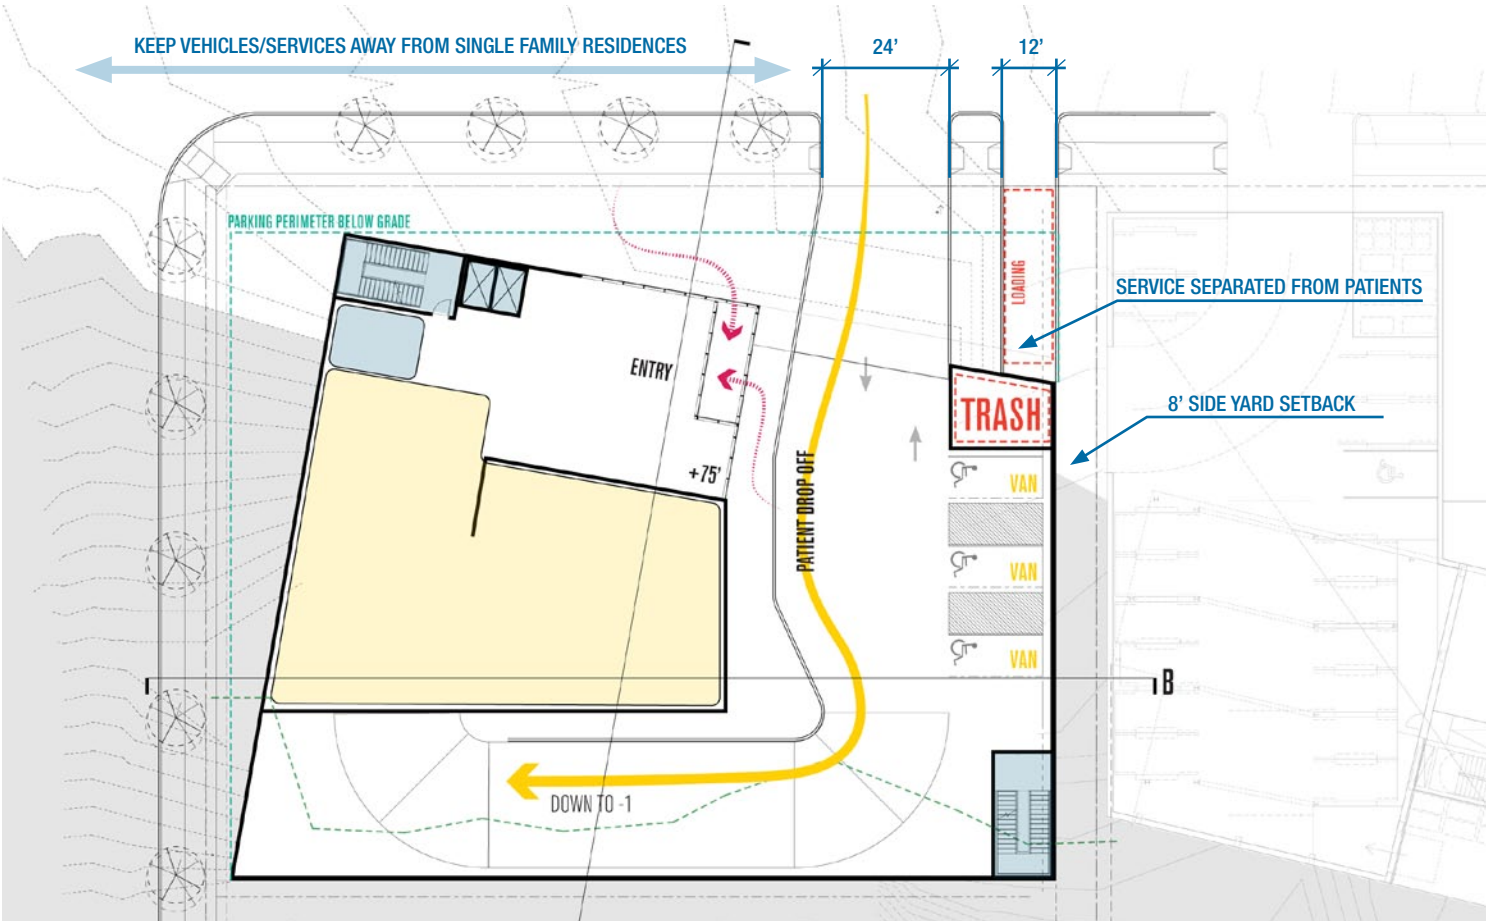 KEEP VEHICLES/SERVICES AWAY FROM SINGLE FAMILY RESIDENCES
24’
12’
PARKING PERIMETER BELOW GRADE
LOADING
SERVICE SEPARATED FROM PATIENTS
ENTRY
TRASH
8’ SIDE YARD SETBACK
+75’
PATIENT DROP OFF
VAN
VAN
VAN
B
DOWN TO -1